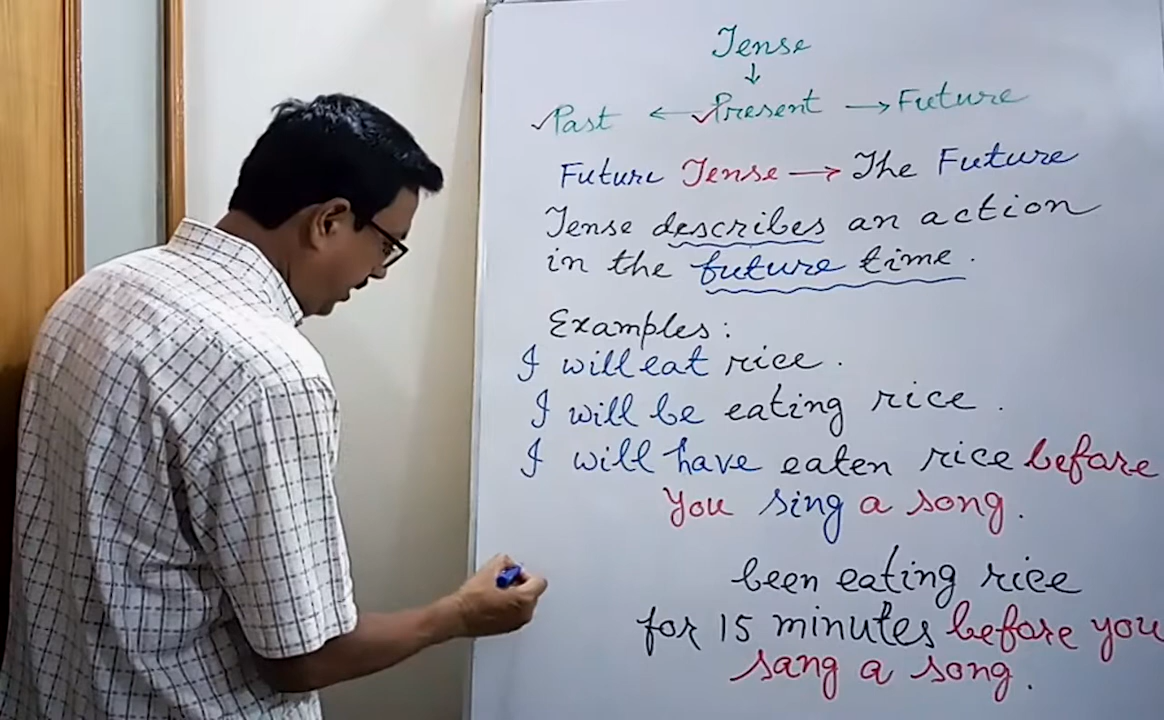 Tense
↓
✓Past ← ✓Present → Future
Future Tense → The Future
Tense describes an action
in the future time.
Examples:
I will eat rice.
I will be eating rice.
I will have eaten rice before
you sing a song.
been eating rice
for 15 minutes before you
sang a song.